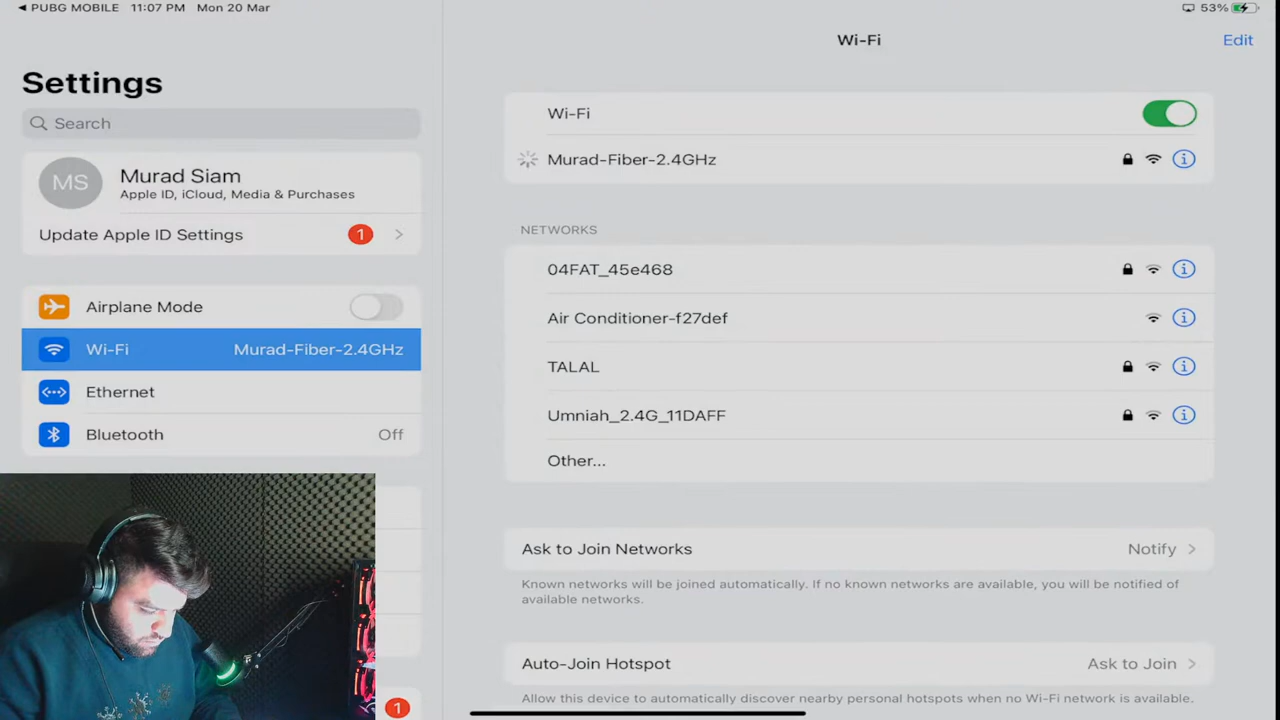 PUBG MOBILE 11:07 PM Mon 20 Mar
53%
Settings
Search
MS
Murad Siam
Apple ID, iCloud, Media & Purchases
Update Apple ID Settings 1
Airplane Mode
Wi-Fi Murad-Fiber-2.4GHz
Ethernet
Bluetooth Off
1
Wi-Fi
Edit
Wi-Fi
Murad-Fiber-2.4GHz
NETWORKS
04FAT_45e468
Air Conditioner-f27def
TALAL
Umniah_2.4G_11DAFF
Other...
Ask to Join Networks Notify
Known networks will be joined automatically. If no known networks are available, you will be notified of
available networks.
Auto-Join Hotspot Ask to Join
Allow this device to automatically discover nearby personal hotspots when no Wi-Fi network is available.